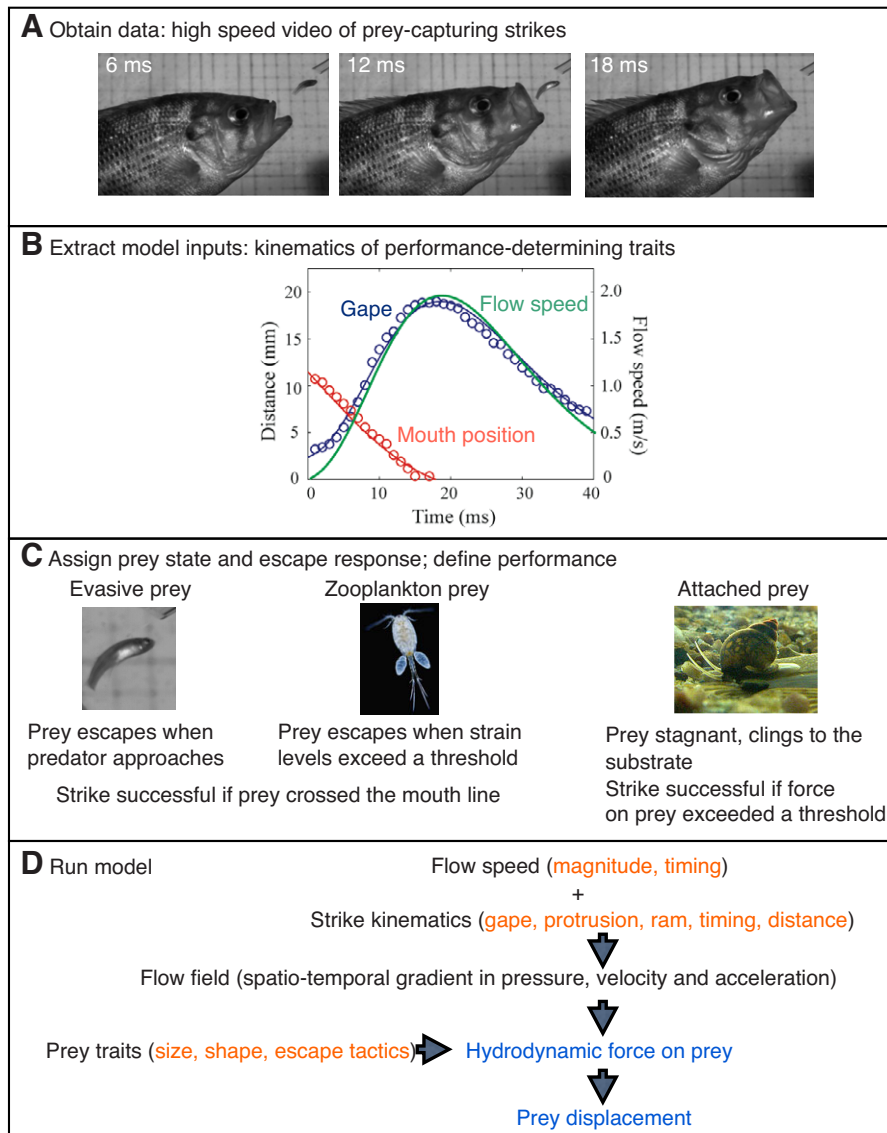 A Obtain data: high speed video of prey-capturing strikes
6 ms
12 ms
18 ms
B Extract model inputs: kinematics of performance-determining traits
Gape
Flow speed
Mouth position
Distance (mm)
20
15
10
5
0
Flow speed (m/s)
2.0
1.5
1.0
0.5
0
0
10
20
30
40
Time (ms)
C Assign prey state and escape response; define performance
Evasive prey
Zooplankton prey
Attached prey
Prey escapes when
predator approaches
Prey escapes when strain
levels exceed a threshold
Strike successful if prey crossed the mouth line
Prey stagnant, clings to the
substrate
Strike successful if force
on prey exceeded a threshold
D Run model
Flow speed (magnitude, timing)
+
Strike kinematics (gape, protrusion, ram, timing, distance)
Flow field (spatio-temporal gradient in pressure, velocity and acceleration)
Prey traits (size, shape, escape tactics)
Hydrodynamic force on prey
Prey displacement